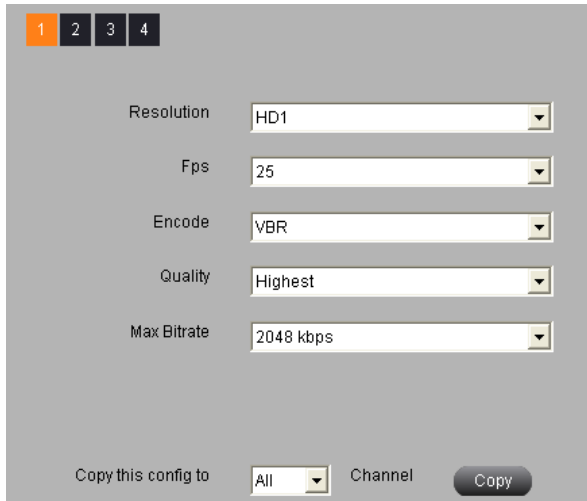 1 2 3 4
Resolution HD1
Fps 25
Encode VBR
Quality Highest
Max Bitrate 2048 kbps
Copy this config to All Channel Copy